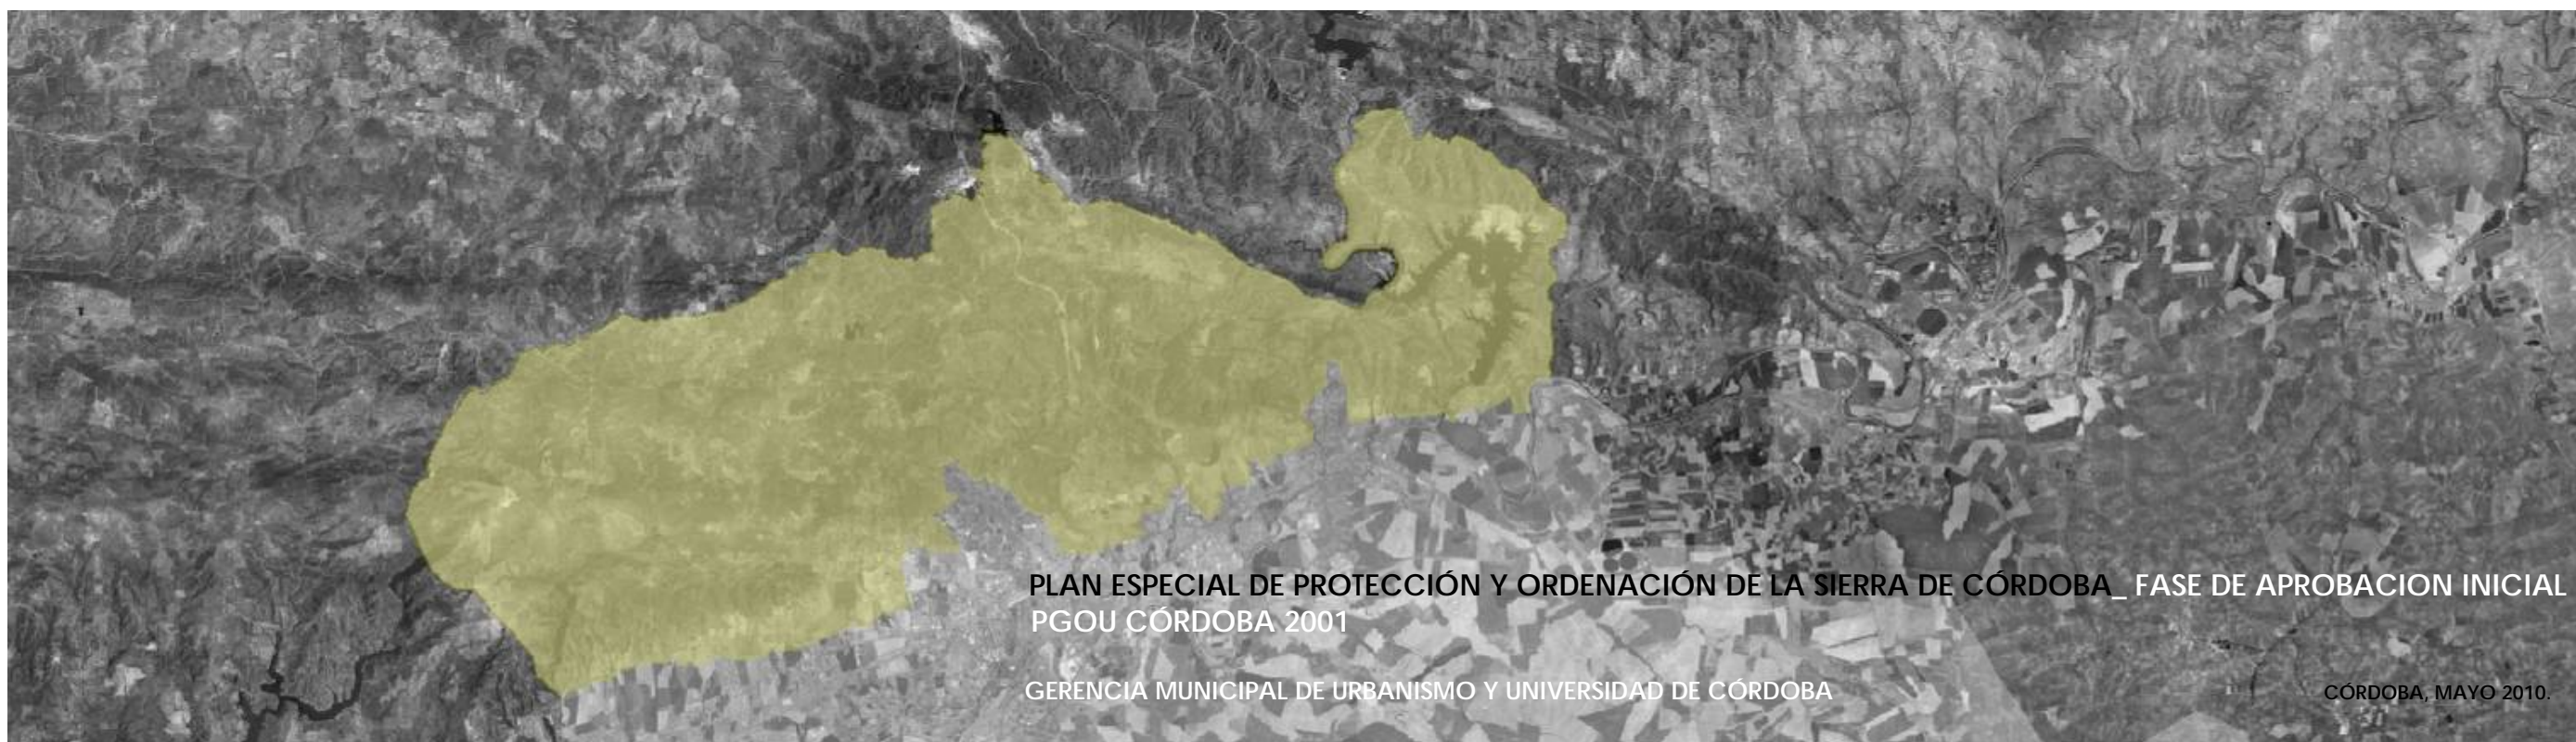 PLAN ESPECIAL DE PROTECCIÓN Y ORDENACIÓN DE LA SIERRA DE CÓRDOBA_ FASE DE APROBACION INICIAL
PGOU CÓRDOBA 2001
GERENCIA MUNICIPAL DE URBANISMO Y UNIVERSIDAD DE CÓRDOBA
CÓRDOBA, MAYO 2010.